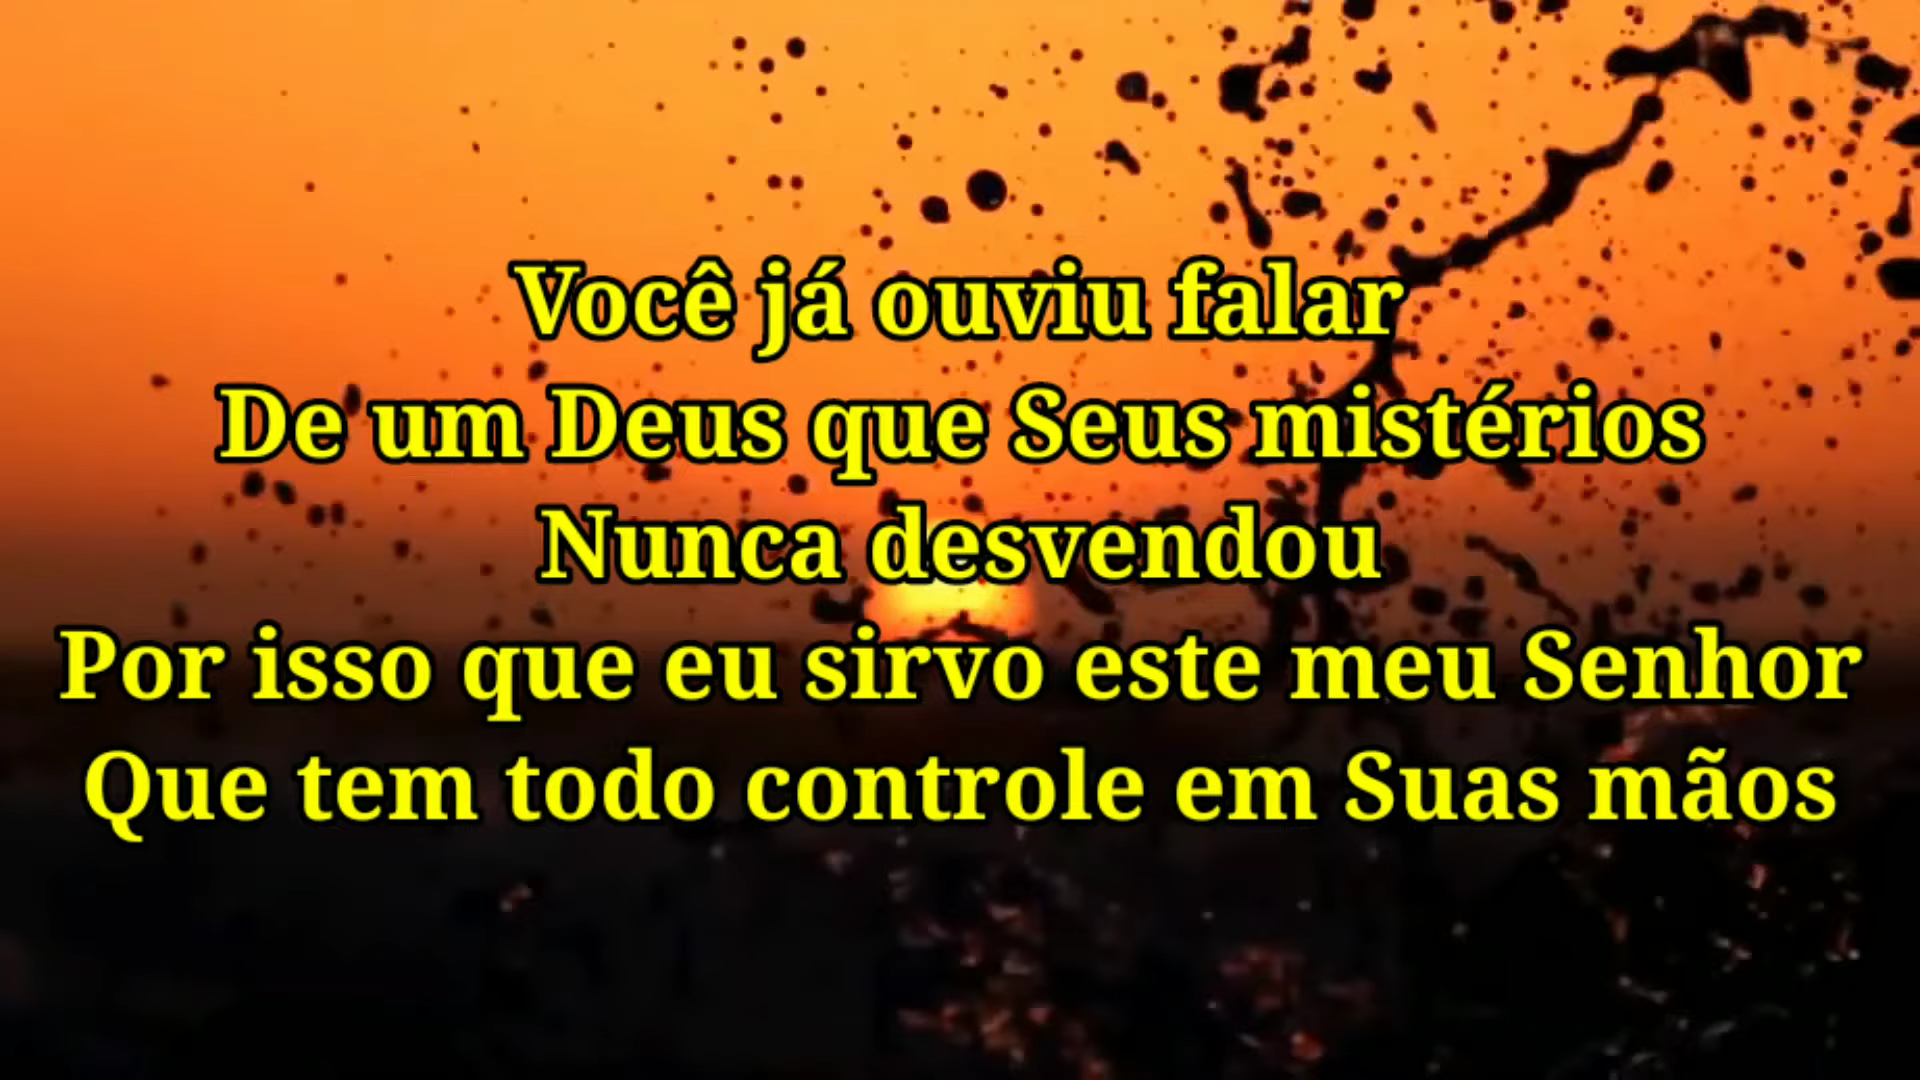 Você já ouviu falar
De um Deus que Seus mistérios
Nunca desvendou
Por isso que eu sirvo este meu Senhor
Que tem todo controle em Suas mãos